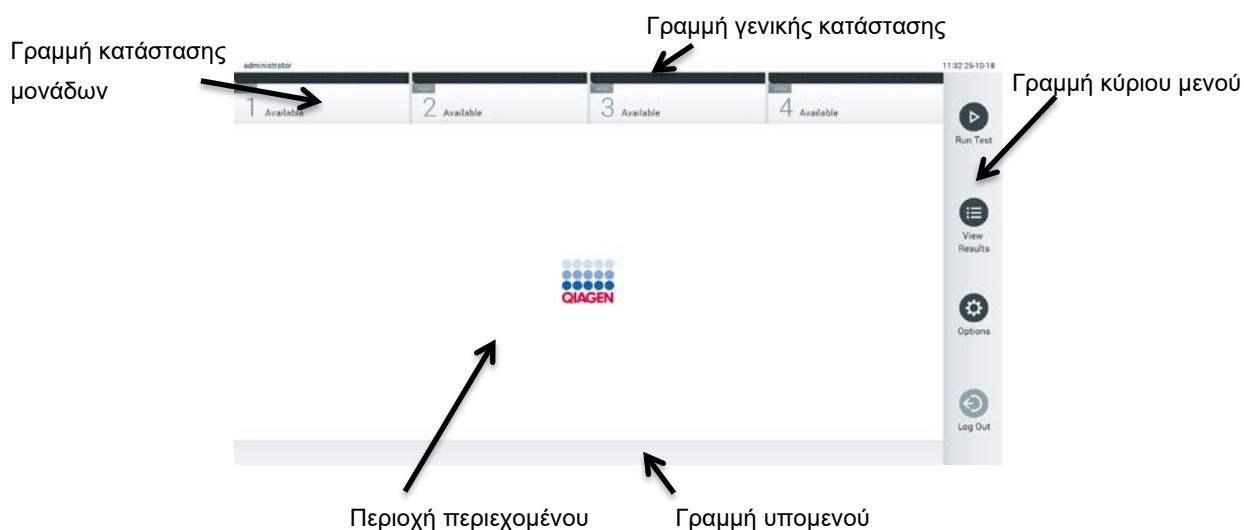 Γραμμή γενικής κατάστασης
Γραμμή κατάστασης
μονάδων
Γραμμή κύριου μενού
administrator
11:32 25-10-18
1 Available
2 Available
3 Available
4 Available
Run Test
View
Results
Options
Log Out
QIAGEN
Περιοχή περιεχομένου
Γραμμή υπομενού